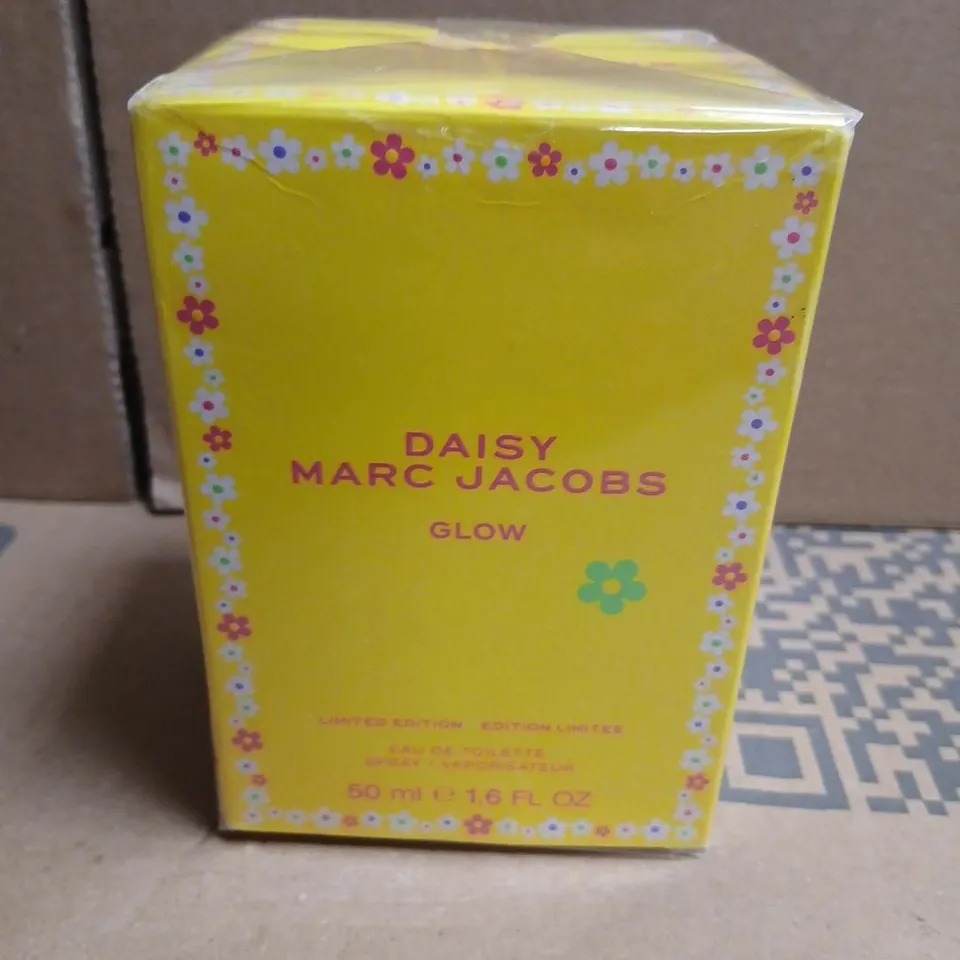 DAISY
MARC JACOBS
GLOW
LIMITED EDITION EDITION LIMITEE
EAU DE TOILETTE
SPRAY • VAPORISATEUR
50 ml ℮ 1.6 FL OZ